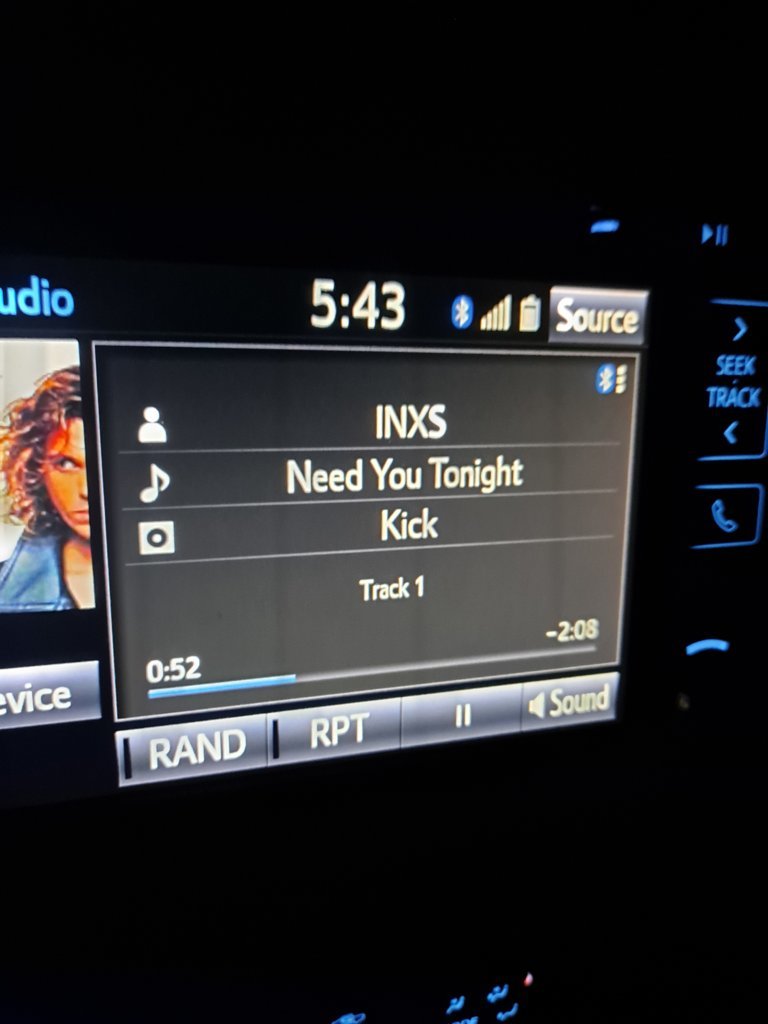 udio
5:43
Source
INXS
Need You Tonight
Kick
Track 1
0:52
-2:08
evice
RAND
RPT
Sound
SEEK
TRACK